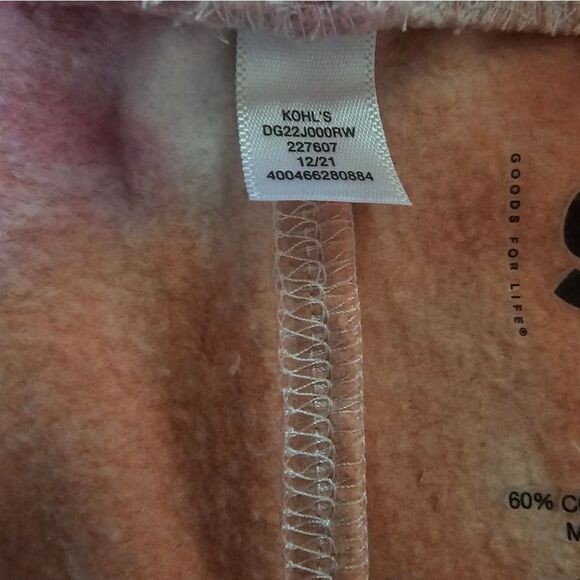 KOHL'S
DG22J000RW
227607
12/21
400466280884
GOODS FOR LIFE®
60%